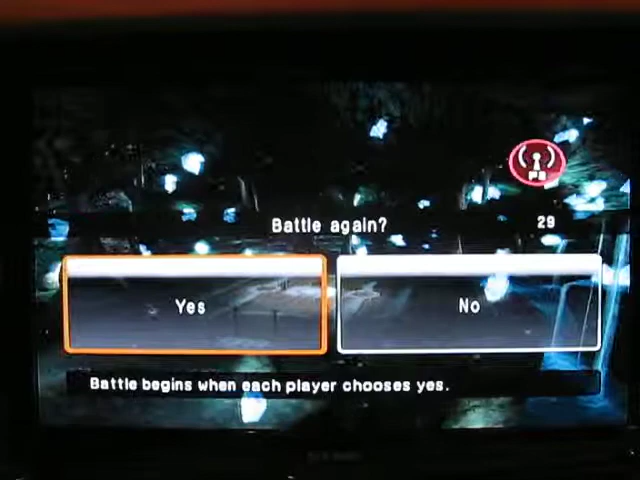 Battle again?
29
Yes
No
Battle begins when each player chooses yes.